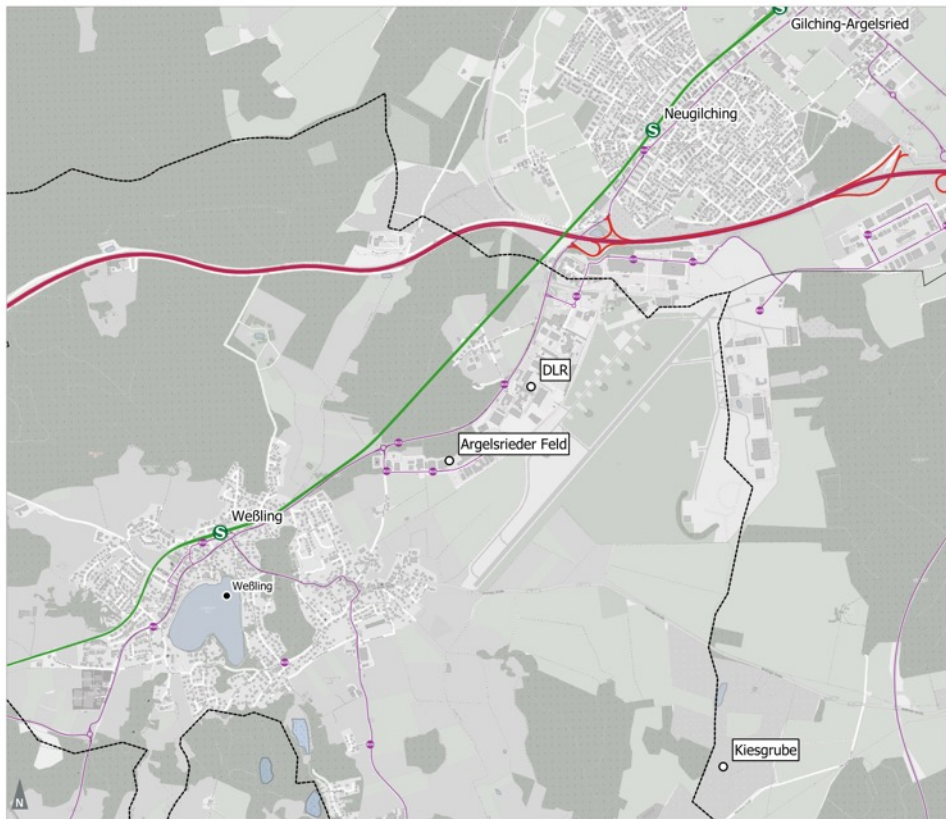 Gilching-Argelsried
S
Neugilching
S
DLR
Argelsrieder Feld
Weßling
S
Weßling
Kiesgrube
N